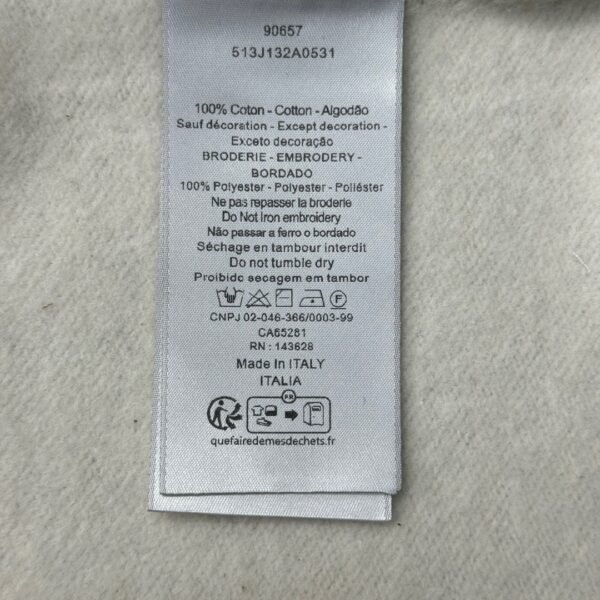 90657
513J132A0531
100% Coton - Cotton - Algodão
Sauf décoration - Except decoration -
Exceto decoração
BRODERIE - EMBRODERY -
BORDADO
100% Polyester - Polyester - Poliéster
Ne pas repasser la broderie
Do Not Iron embroidery
Não passar a ferro o bordado
Séchage en tambour interdit
Do not tumble dry
Proibido secagem em tambor
F
CNPJ 02-046-366/0003-99
CA65281
RN : 143628
Made In ITALY
ITALIA
FR
quefairedemesdechets.fr